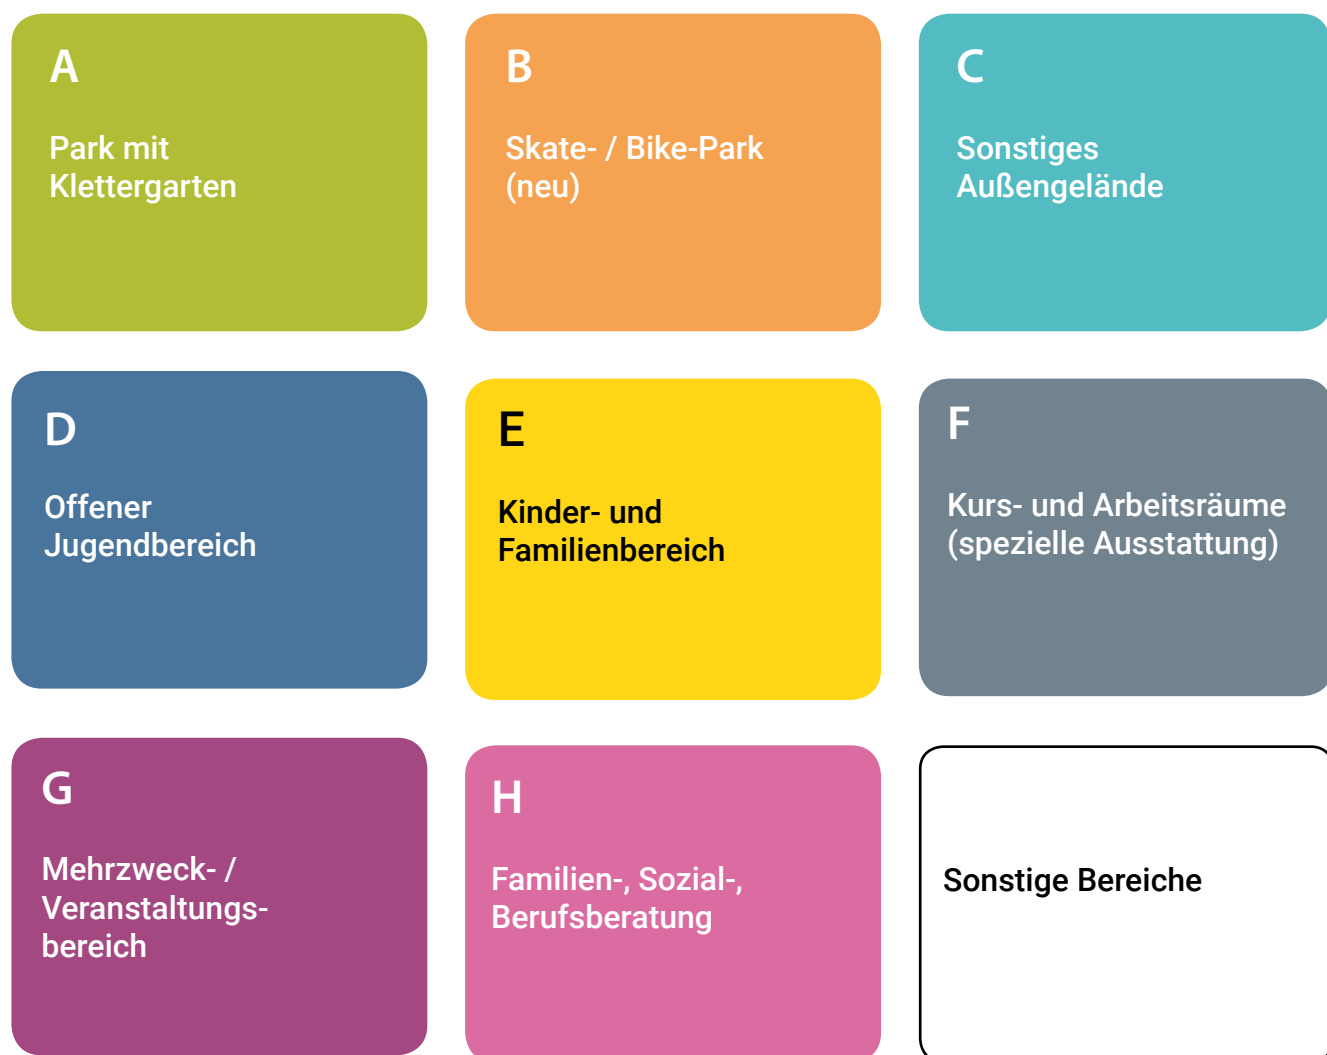 A
Park mit
Klettergarten
B
Skate- / Bike-Park
(neu)
C
Sonstiges
Außengelände
D
Offener
Jugendbereich
E
Kinder- und
Familienbereich
F
Kurs- und Arbeitsräume
(spezielle Ausstattung)
G
Mehrzweck- /
Veranstaltungs-
bereich
H
Familien-, Sozial-,
Berufsberatung
Sonstige Bereiche